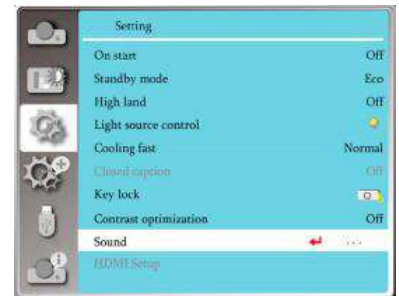 Setting
On start Off
Standby mode Eco
High land Off
Light source control
Cooling fast Normal
Closed caption Off
Key lock
Contrast optimization Off
Sound ...
HDMI Setup